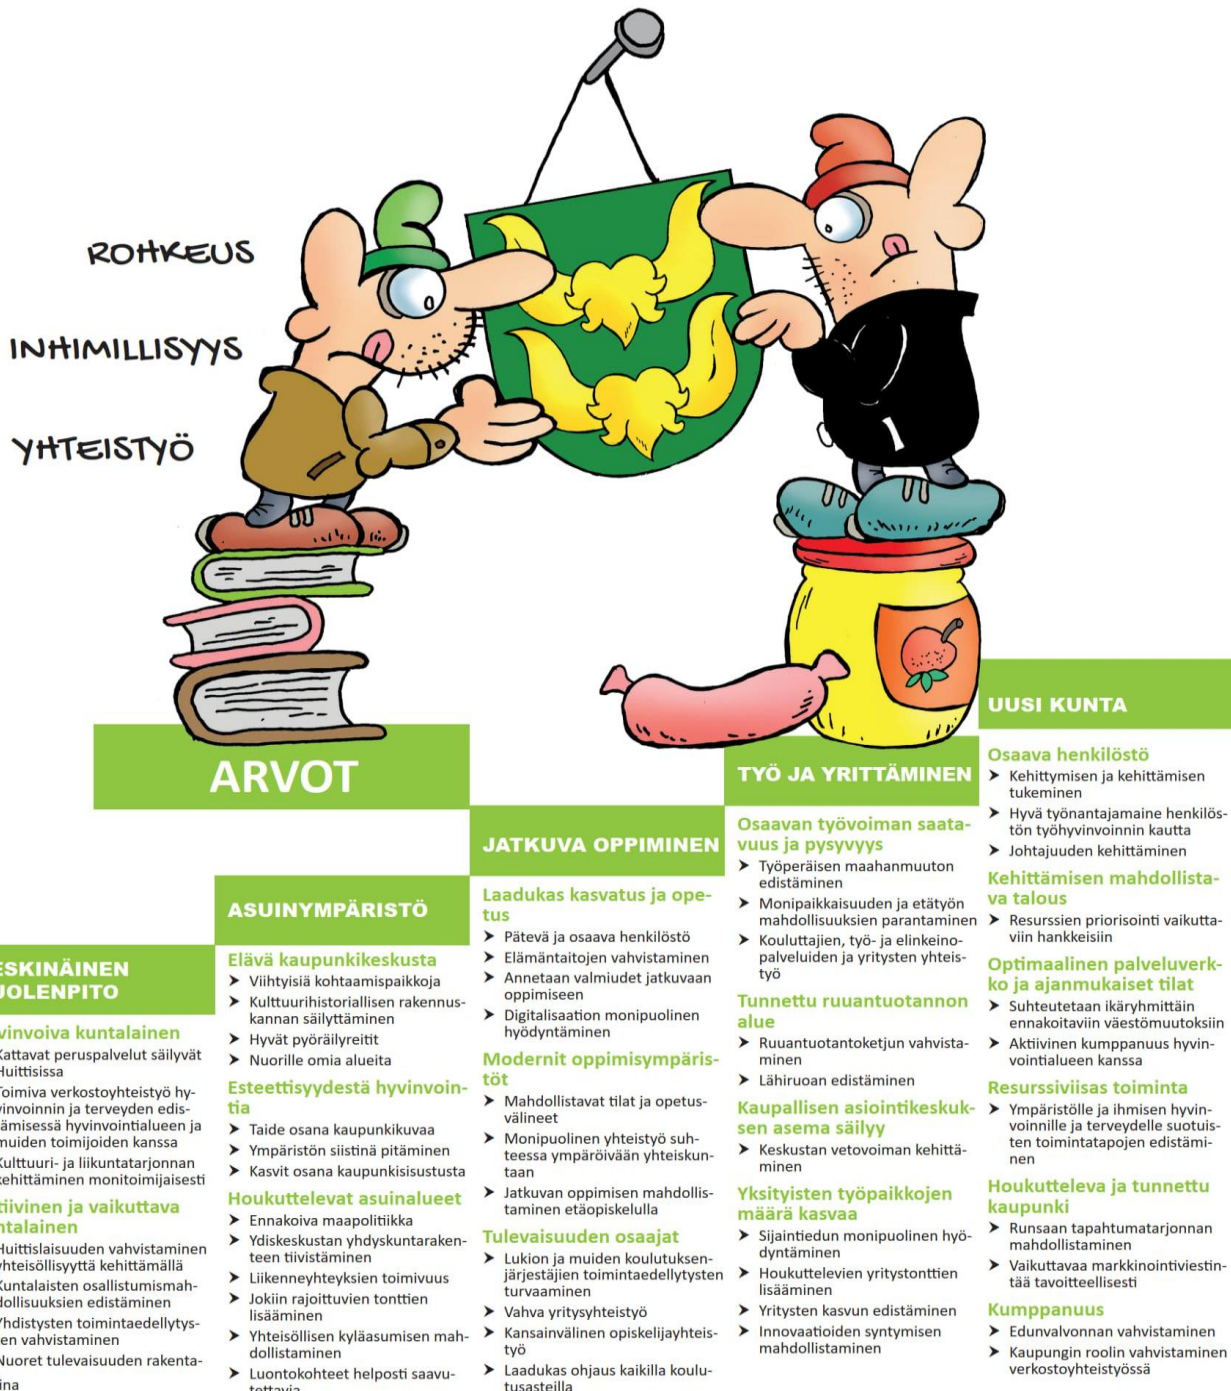 ROHKEUS
INHIMILLISYYS
YHTEISTYÖ
ARVOT
ESKINÄINEN
UOLENPITO
vinvoiva kuntalainen
Kattavat peruspalvelut säilyvät
Huittisissa
Toimiva verkostoyhteistyö hy-
vinvoinnin ja terveyden edis-
tämisessä hyvinvointialueen ja
muiden toimijoiden kanssa
Kulttuuri- ja liikuntatarjonnan
kehittäminen monitoimijaisesti
tiivinen ja vaikuttava
ntalainen
Huittislaisuuden vahvistaminen
yhteisöllisyyttä kehittämällä
Kuntalaisten osallistumismah-
dollisuuksien edistäminen
Yhdistysten toimintaedellytys-
ten vahvistaminen
Nuoret tulevaisuuden rakenta-
jina
ASUINYMPÄRISTÖ
Elävä kaupunkikeskusta
➤ Viihtyisiä kohtaamispaikkoja
➤ Kulttuurihistoriallisen rakennus-
kannan säilyttäminen
➤ Hyvät pyöräilyreitit
➤ Nuorille omia alueita
Esteettisyydestä hyvinvoin-
tia
➤ Taide osana kaupunkikuvaa
➤ Ympäristön siistinä pitäminen
➤ Kasvit osana kaupunkisisustusta
Houkuttelevat asuinalueet
➤ Ennakoiva maapolitiikka
➤ Ydiskeskustan yhdyskuntaraken-
teen tiivistäminen
➤ Liikenneyhteyksien toimivuus
➤ Jokiin rajoittuvien tonttien
lisääminen
➤ Yhteisöllisen kyläasumisen mah-
dollistaminen
➤ Luontokohteet helposti saavu-
tettavia
JATKUVA OPPIMINEN
Laadukas kasvatus ja ope-
tus
➤ Pätevä ja osaava henkilöstö
➤ Elämäntaitojen vahvistaminen
➤ Annetaan valmiudet jatkuvaan
oppimiseen
➤ Digitalisaation monipuolinen
hyödyntäminen
Modernit oppimisympäris-
töt
➤ Mahdollistavat tilat ja opetus-
välineet
➤ Monipuolinen yhteistyö suh-
teessa ympäröivään yhteiskun-
taan
➤ Jatkuvan oppimisen mahdollis-
taminen etäopiskelulla
Tulevaisuuden osaajat
➤ Lukion ja muiden koulutuksen-
järjestäjien toimintaedellytysten
turvaaminen
➤ Vahva yritysyhteistyö
➤ Kansainvälinen opiskelijayhteis-
työ
➤ Laadukas ohjaus kaikilla koulu-
tusasteilla
TYÖ JA YRITTÄMINEN
Osaavan työvoiman saata-
vuus ja pysyvyys
➤ Työperäisen maahanmuuton
edistäminen
➤ Monipaikkaisuuden ja etätyön
mahdollisuuksien parantaminen
➤ Kouluttajien, työ- ja elinkeino-
palveluiden ja yritysten yhteis-
työ
Tunnettu ruuantuotannon
alue
➤ Ruuantuotantoketjun vahvista-
minen
➤ Lähiruoan edistäminen
Kaupallisen asiointikeskuk-
sen asema säilyy
➤ Keskustan vetovoiman kehittä-
minen
Yksityisten työpaikkojen
määrä kasvaa
➤ Sijaintiedun monipuolinen hyö-
dyntäminen
➤ Houkuttelevien yritystonttien
lisääminen
➤ Yritysten kasvun edistäminen
➤ Innovaatioiden syntymisen
mahdollistaminen
UUSI KUNTA
Osaava henkilöstö
➤ Kehittymisen ja kehittämisen
tukeminen
➤ Hyvä työnantajamaine henkilös-
tön työhyvinvoinnin kautta
➤ Johtajuuden kehittäminen
Kehittämisen mahdollista-
va talous
➤ Resurssien priorisointi vaikutta-
viin hankkeisiin
Optimaalinen palveluverk-
ko ja ajanmukaiset tilat
➤ Suhteutetaan ikäryhmittäin
ennakoitaviin väestömuutoksiin
➤ Aktiivinen kumppanuus hyvin-
vointialueen kanssa
Resurssiviisas toiminta
➤ Ympäristölle ja ihmisen hyvin-
voinnille ja terveydelle suotuis-
ten toimintatapojen edistämi-
nen
Houkutteleva ja tunnettu
kaupunki
➤ Runsaan tapahtumatarjonnan
mahdollistaminen
➤ Vaikuttavaa markkinointiviestin-
tää tavoitteellisesti
Kumppanuus
➤ Edunvalvonnan vahvistaminen
➤ Kaupungin roolin vahvistaminen
verkostoyhteistyössä